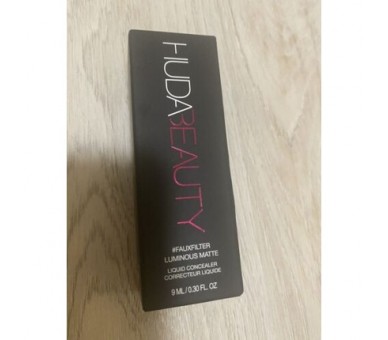 HUDABEAUTY
#FAUXFILTER
LUMINOUS MATTE
LIQUID CONCEALER
CORRECTEUR LIQUIDE
9 ML / 0.30 FL. OZ